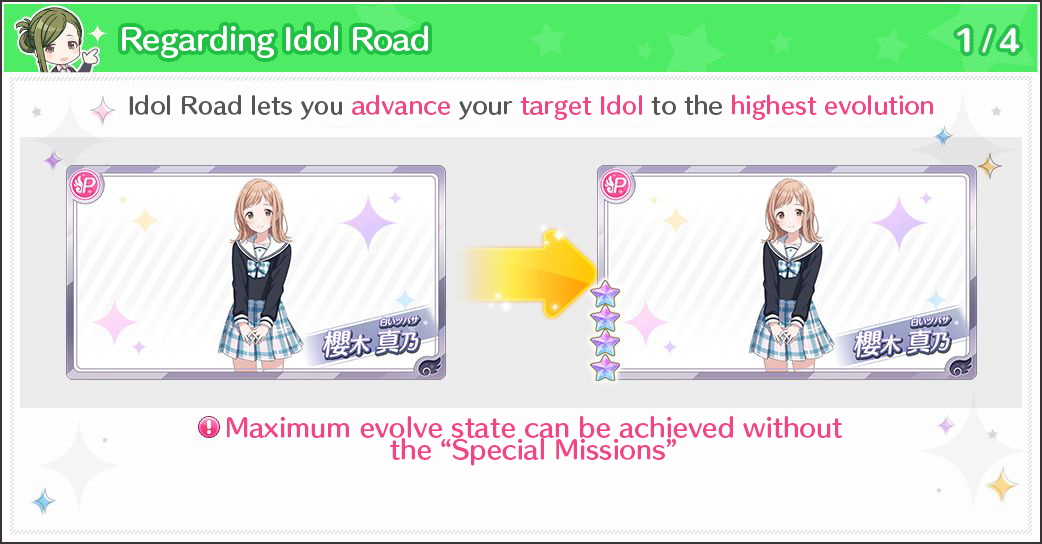 Regarding Idol Road
1/4
Idol Road lets you advance your target Idol to the highest evolution
P
P
白いツバサ
白いツバサ
櫻木 真乃
櫻木 真乃
Maximum evolve state can be achieved without
the “Special Missions”